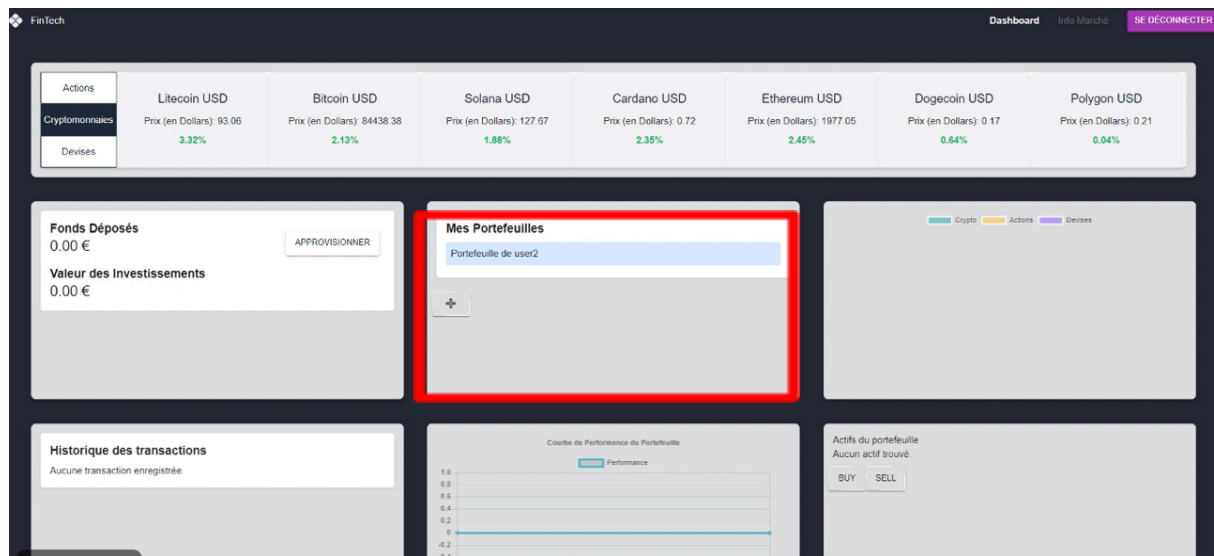 FinTech
Dashboard
Info Marché
SE DÉCONNECTER
Actions
Cryptomonnaies
Devises
Litecoin USD
Prix (en Dollars): 93.06
3.32%
Bitcoin USD
Prix (en Dollars): 84438.38
2.13%
Solana USD
Prix (en Dollars): 127.67
1.88%
Cardano USD
Prix (en Dollars): 0.72
2.35%
Ethereum USD
Prix (en Dollars): 1977.05
2.45%
Dogecoin USD
Prix (en Dollars): 0.17
0.64%
Polygon USD
Prix (en Dollars): 0.21
0.04%
Fonds Déposés
0.00 €
APPROVISIONNER
Valeur des Investissements
0.00 €
Mes Portefeuilles
Portefeuille de user2
Crypto
Actions
Devises
Historique des transactions
Aucune transaction enregistrée.
Courbe de Performance du Portefeuille
Performance
1,0
0,8
0,6
0,4
0,2
0
-0,2
Actifs du portefeuille
Aucun actif trouvé.
BUY
SELL